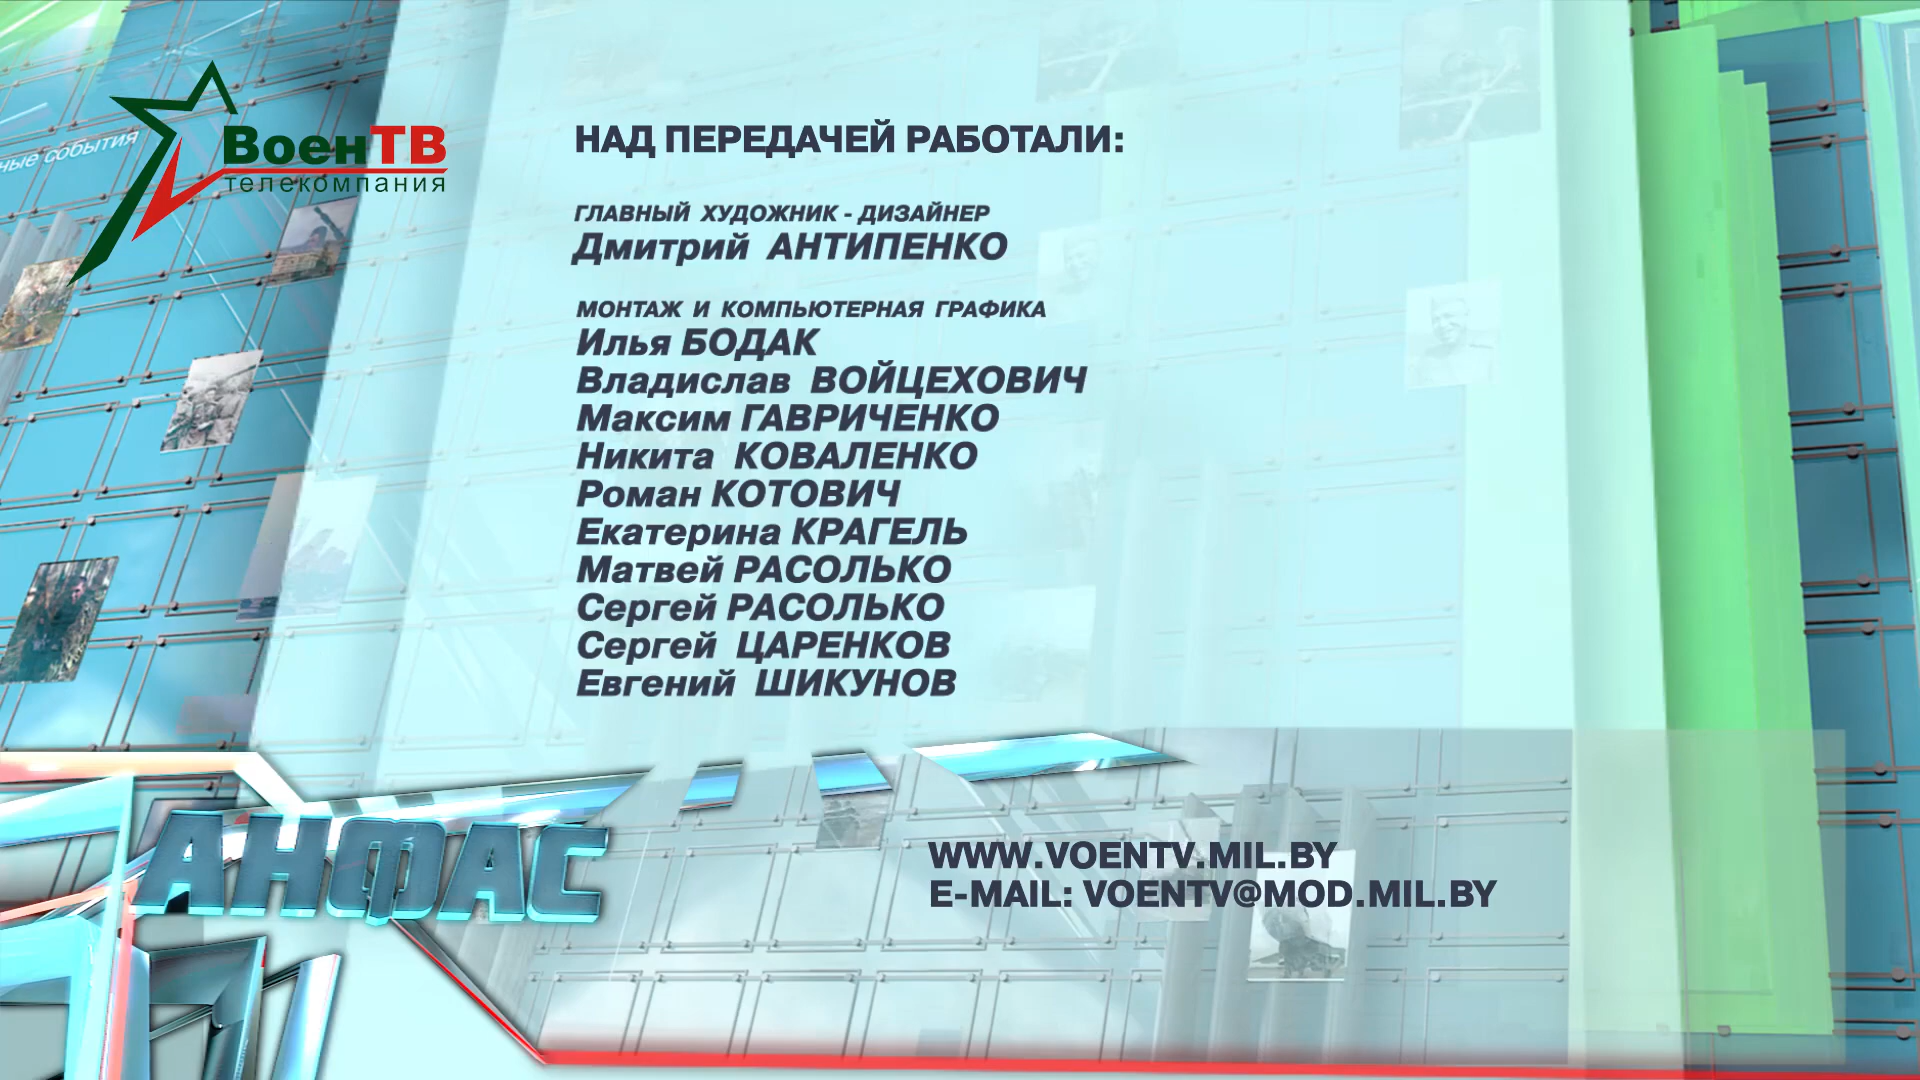 ные события
ВоенТВ
телекомпания
НАД ПЕРЕДАЧЕЙ РАБОТАЛИ:
ГЛАВНЫЙ ХУДОЖНИК - ДИЗАЙНЕР
Дмитрий АНТИПЕНКО
МОНТАЖ И КОМПЬЮТЕРНАЯ ГРАФИКА
Илья БОДАК
Владислав ВОЙЦЕХОВИЧ
Максим ГАВРИЧЕНКО
Никита КОВАЛЕНКО
Роман КОТОВИЧ
Екатерина КРАГЕЛЬ
Матвей РАСОЛЬКО
Сергей РАСОЛЬКО
Сергей ЦАРЕНКОВ
Евгений ШИКУНОВ
АНФАС
WWW.VOENTV.MIL.BY
E-MAIL: VOENTV@MOD.MIL.BY